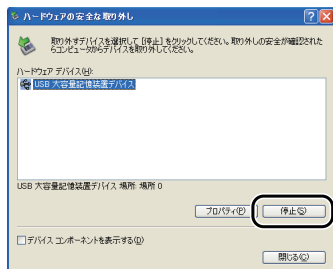 ハードウェアの安全な取り外し
取り外すデバイスを選択して [停止] をクリックしてください。取り外しの安全が確認された
らコンピュータからデバイスを取り外してください。
ハードウェア デバイス(H):
USB 大容量記憶装置デバイス
USB 大容量記憶装置デバイス 場所 場所 0
プロパティ(P)
停止(S)
デバイス コンポーネントを表示する(D)
閉じる(C)